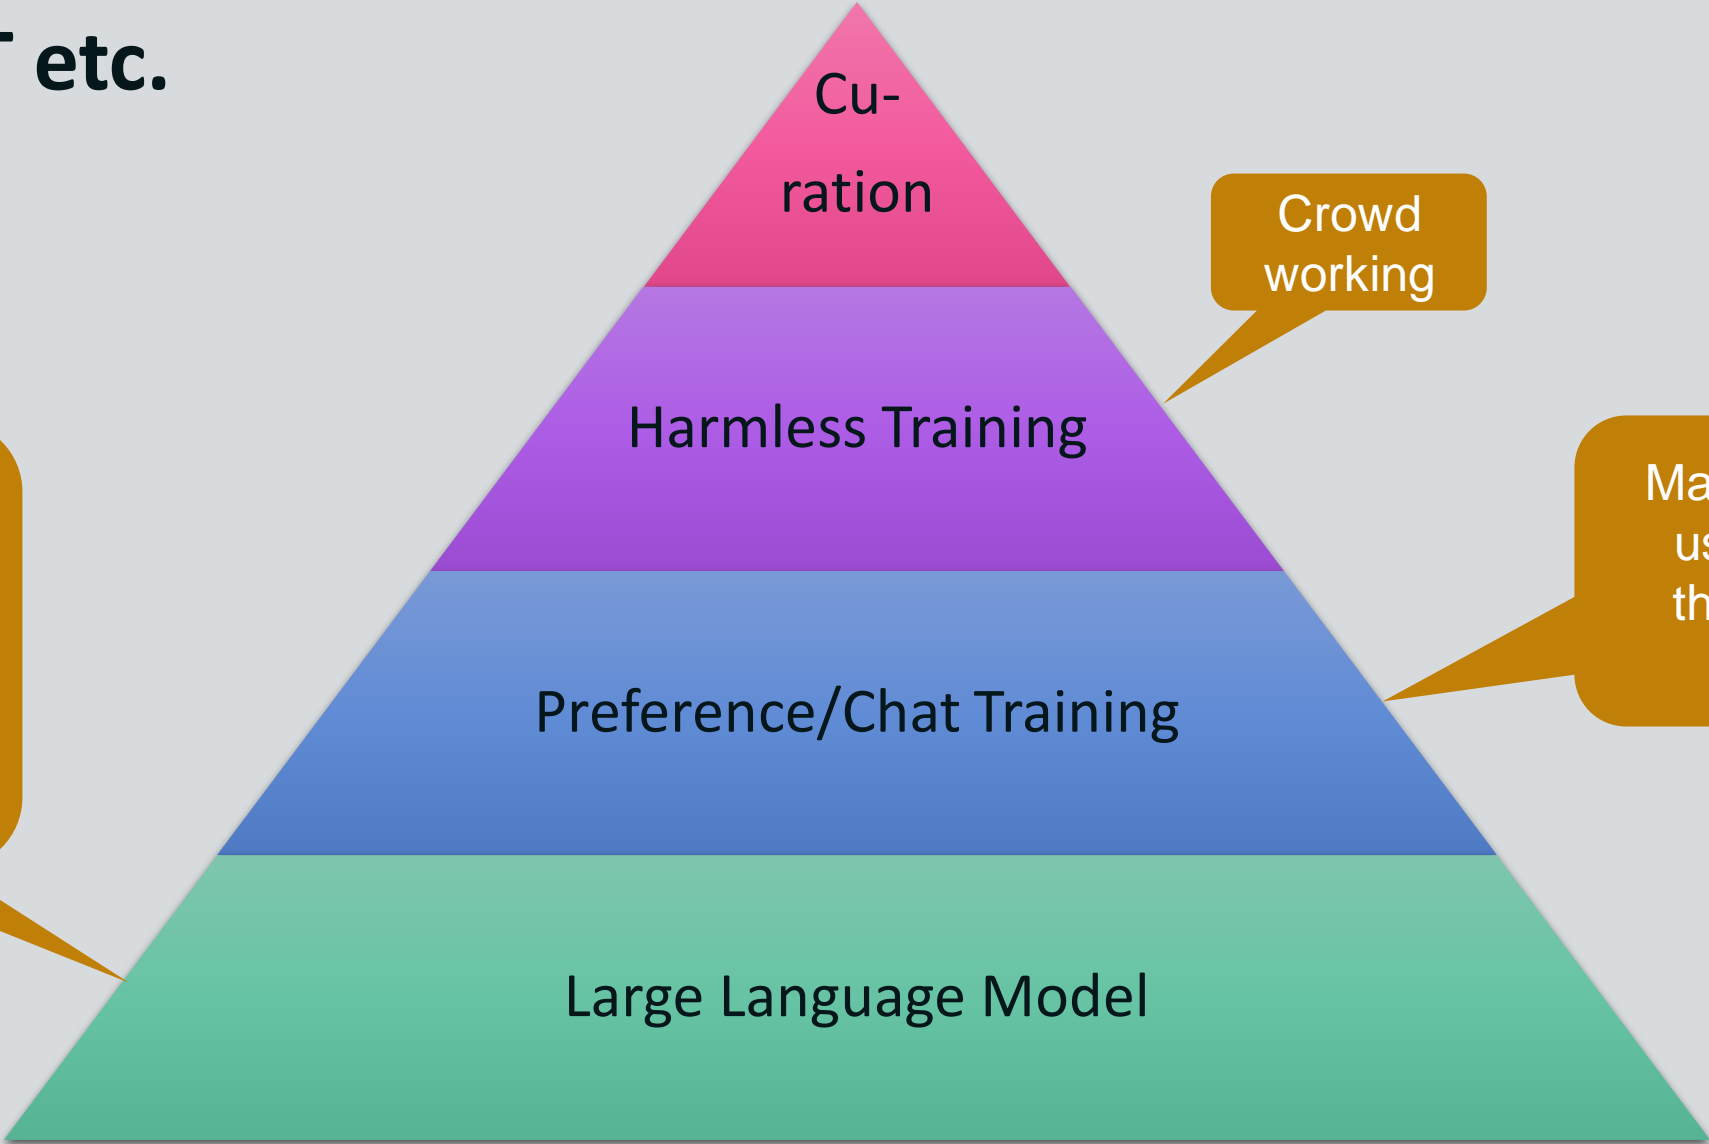 etc.
Cu-
ration
Crowd
working
Harmless Training
Preference/Chat Training
Large Language Model